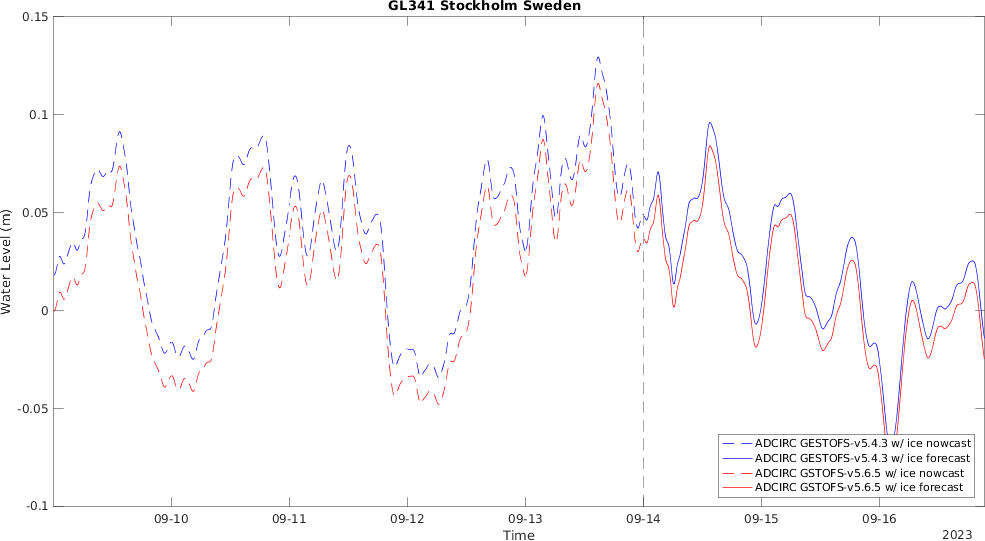 GL341 Stockholm Sweden
0.15
0.1
0.05
0
-0.05
-0.1
Water Level (m)
09-10
09-11
09-12
09-13
09-14
09-15
09-16
Time
2023
ADCIRC GESTOFS-v5.4.3 w/ ice nowcast
ADCIRC GESTOFS-v5.4.3 w/ ice forecast
ADCIRC GSTOFS-v5.6.5 w/ ice nowcast
ADCIRC GSTOFS-v5.6.5 w/ ice forecast